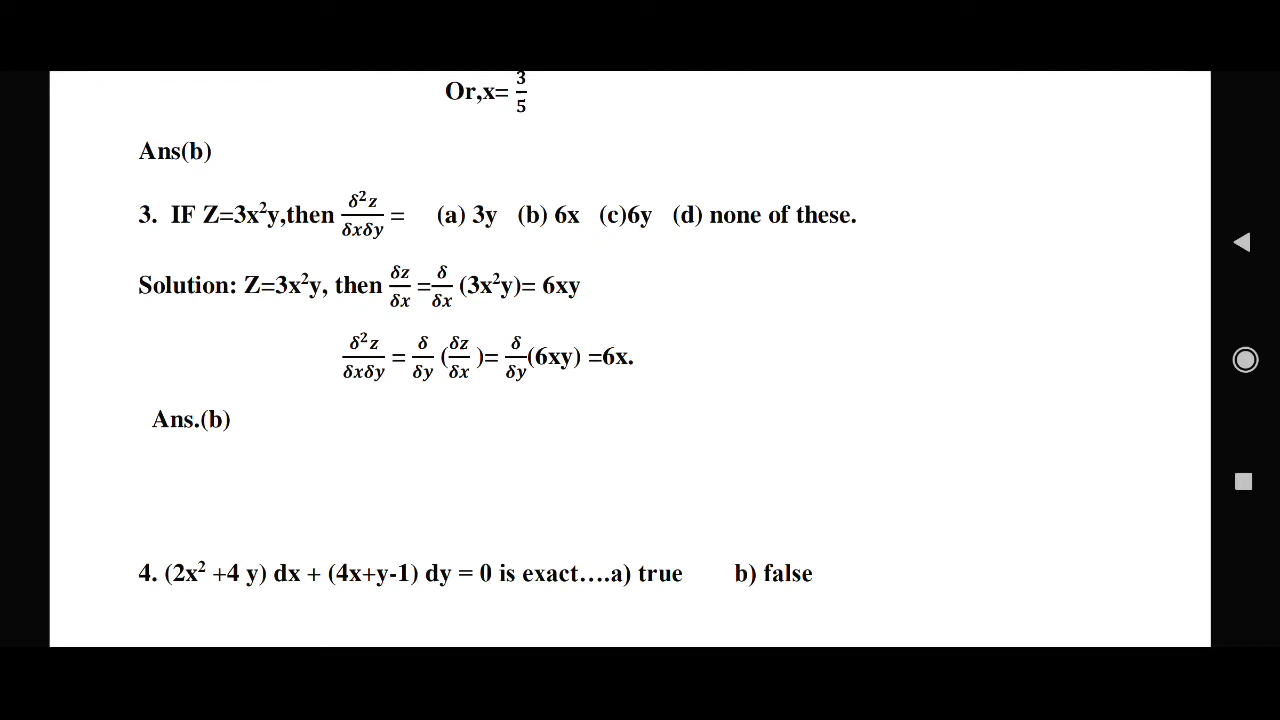 Or,x= 3/5
Ans(b)
3. IF Z=3x²y,then δ²z/δxδy = (a) 3y (b) 6x (c)6y (d) none of these.
Solution: Z=3x²y, then δz/δx =δ/δx (3x²y)= 6xy
δ²z/δxδy = δ/δy (δz/δx )= δ/δy(6xy) =6x.
Ans.(b)
4. (2x² +4 y) dx + (4x+y-1) dy = 0 is exact….a) true b) false